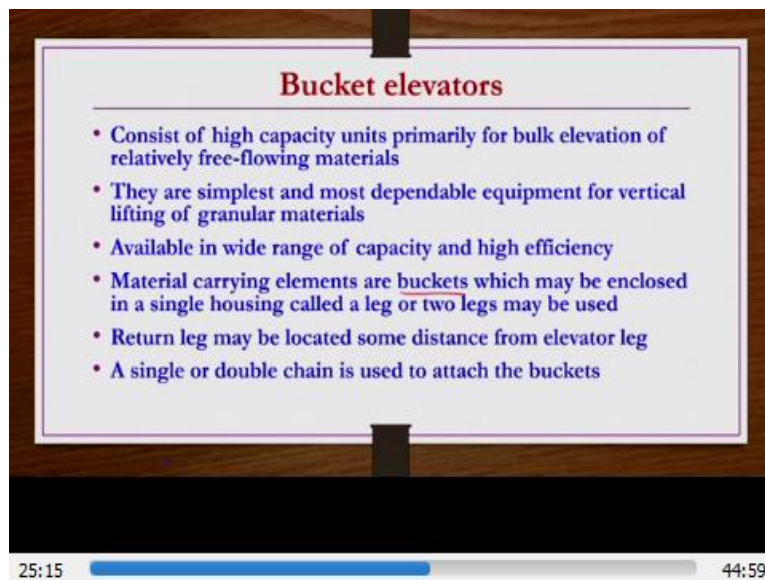 Bucket elevators
• Consist of high capacity units primarily for bulk elevation of
relatively free-flowing materials
• They are simplest and most dependable equipment for vertical
lifting of granular materials
• Available in wide range of capacity and high efficiency
• Material carrying elements are buckets which may be enclosed
in a single housing called a leg or two legs may be used
• Return leg may be located some distance from elevator leg
• A single or double chain is used to attach the buckets
25:15 44:59